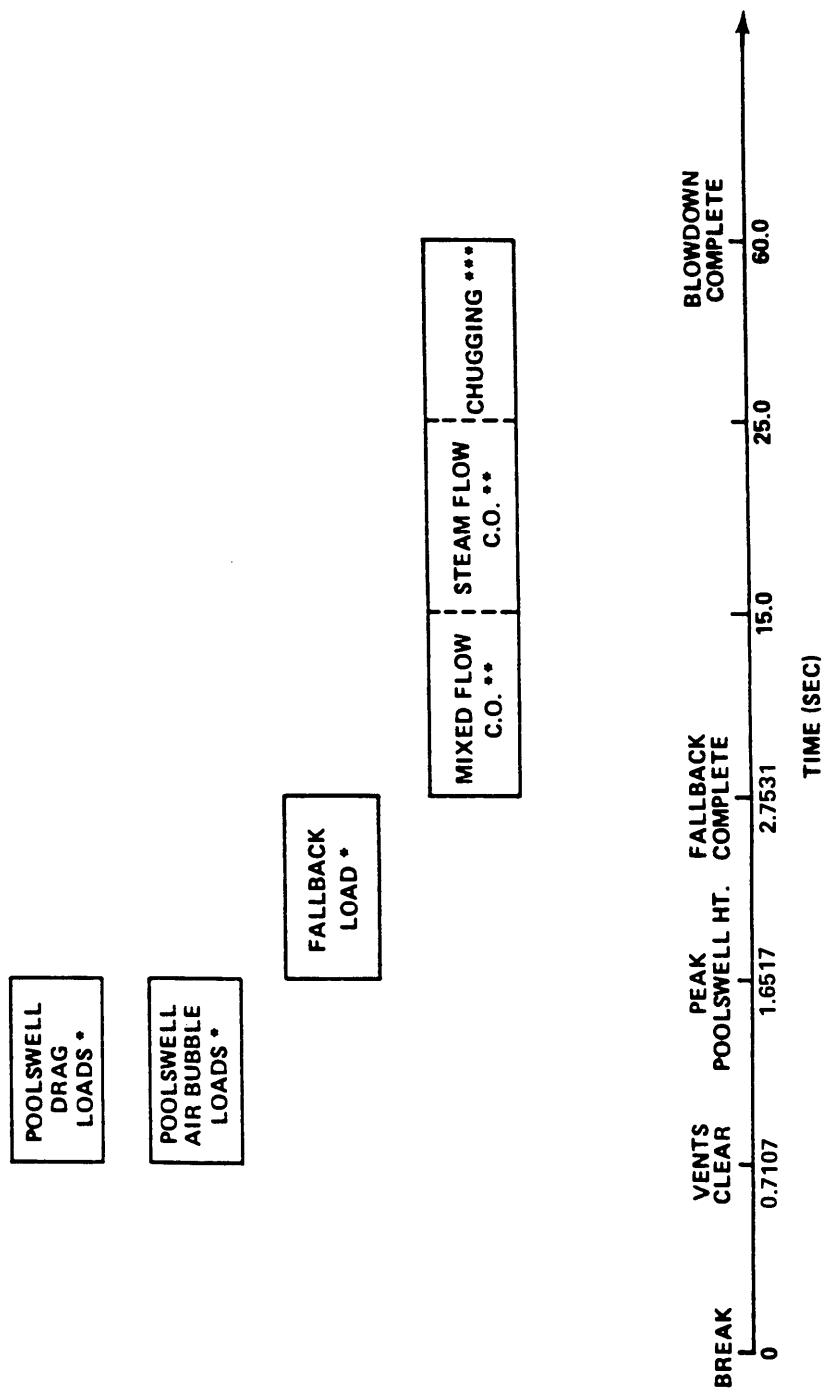 POOLSWELL
DRAG
LOADS *
POOLSWELL
AIR BUBBLE
LOADS *
FALLBACK
LOAD *
MIXED FLOW
C.O. **
STEAM FLOW
C.O. **
CHUGGING ***
BREAK
VENTS
CLEAR
PEAK
POOLSWELL HT.
FALLBACK
COMPLETE
BLOWDOWN
COMPLETE
0
0.7107
1.6517
2.7531
15.0
25.0
60.0
TIME (SEC)